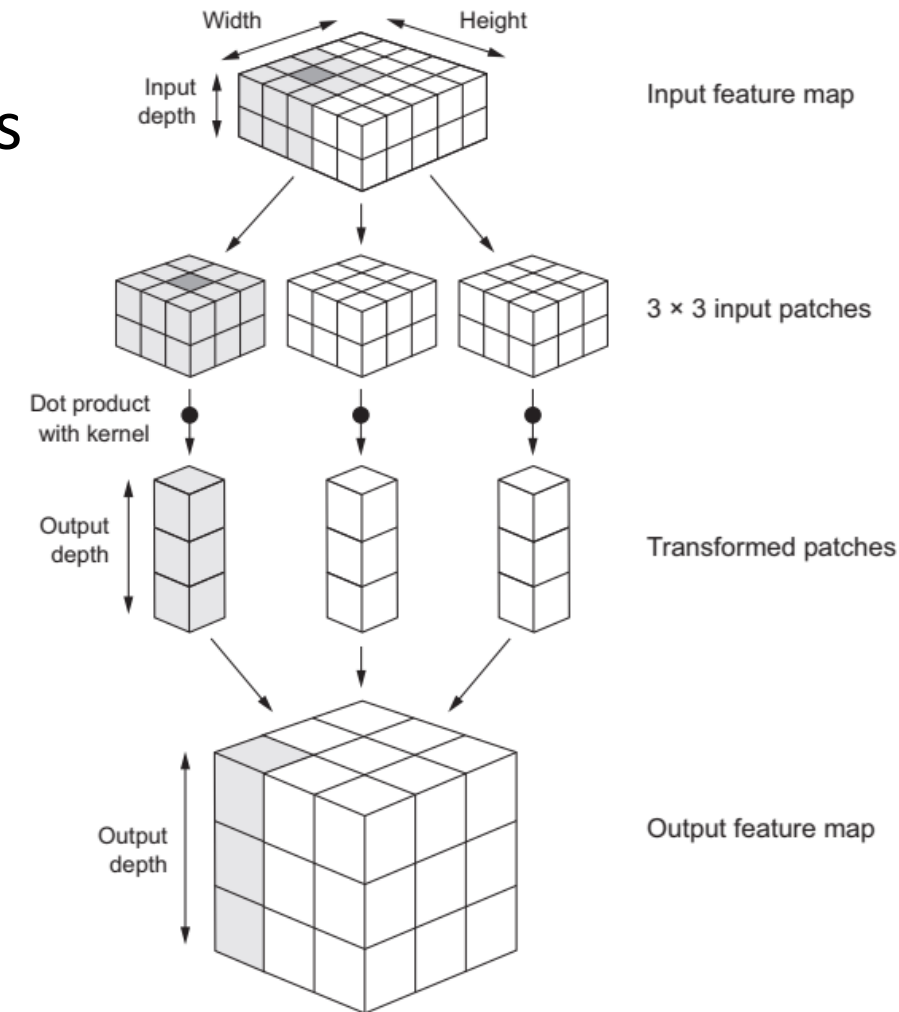 Width
Height
Input
depth
Input feature map
s
3 × 3 input patches
Dot product
with kernel
Output
depth
Transformed patches
Output
depth
Output feature map